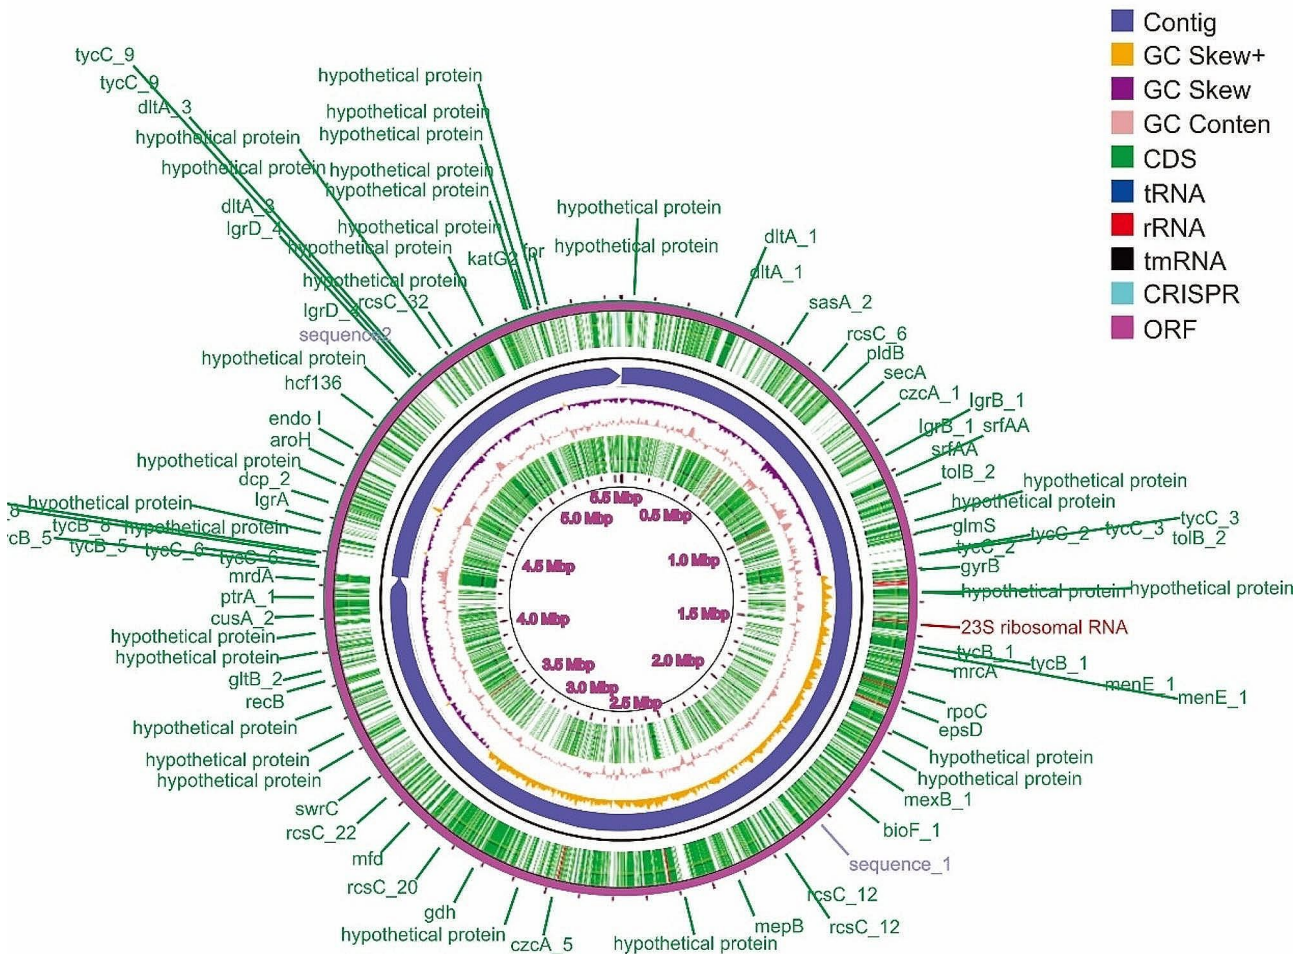 Contig
GC Skew+
GC Skew
GC Conten
CDS
tRNA
rRNA
tmRNA
CRISPR
ORF
tycC_9
tycC_9
dltA_3
hypothetical protein
hypothetical protein
dltA_3
lgrD_4
hypothetical protein
hypothetical protein
hypothetical protein
hypothetical protein
hypothetical protein
hypothetical protein
hypothetical protein
hypothetical protein
katG2
fpr
rcsC_32
sequence2
hypothetical protein
hypothetical protein
dltA_1
dltA_1
sasA_2
rcsC_6
pldB
secA
czcA_1
lgrB_1
lgrB_1
srfAA
srfAA
tolB_2
hypothetical protein
hypothetical protein
glmS
tycC_2
tycC_2
tycC_3
tycC_3
tolB_2
gyrB
hypothetical protein
hypothetical protein
23S ribosomal RNA
tycB_1
tycB_1
mrcA
menE_1
menE_1
rpoC
epsD
hypothetical protein
hypothetical protein
mexB_1
bioF_1
sequence_1
rcsC_12
rcsC_12
mepB
hypothetical protein
czcA_5
hypothetical protein
gdh
rcsC_20
mfd
rcsC_22
swrC
hypothetical protein
hypothetical protein
hypothetical protein
recB
gltB_2
hypothetical protein
hypothetical protein
cusA_2
ptrA_1
mrdA
tycC_6
tycC_6
tycB_5
ycB_5
tycB_8
hypothetical protein
hypothetical protein
lgrA
dcp_2
hypothetical protein
aroH
endo I
hcf136
hypothetical protein
5.5 Mbp
0.5 Mbp
1.0 Mbp
1.5 Mbp
2.0 Mbp
2.5 Mbp
3.0 Mbp
3.5 Mbp
4.0 Mbp
4.5 Mbp
5.0 Mbp